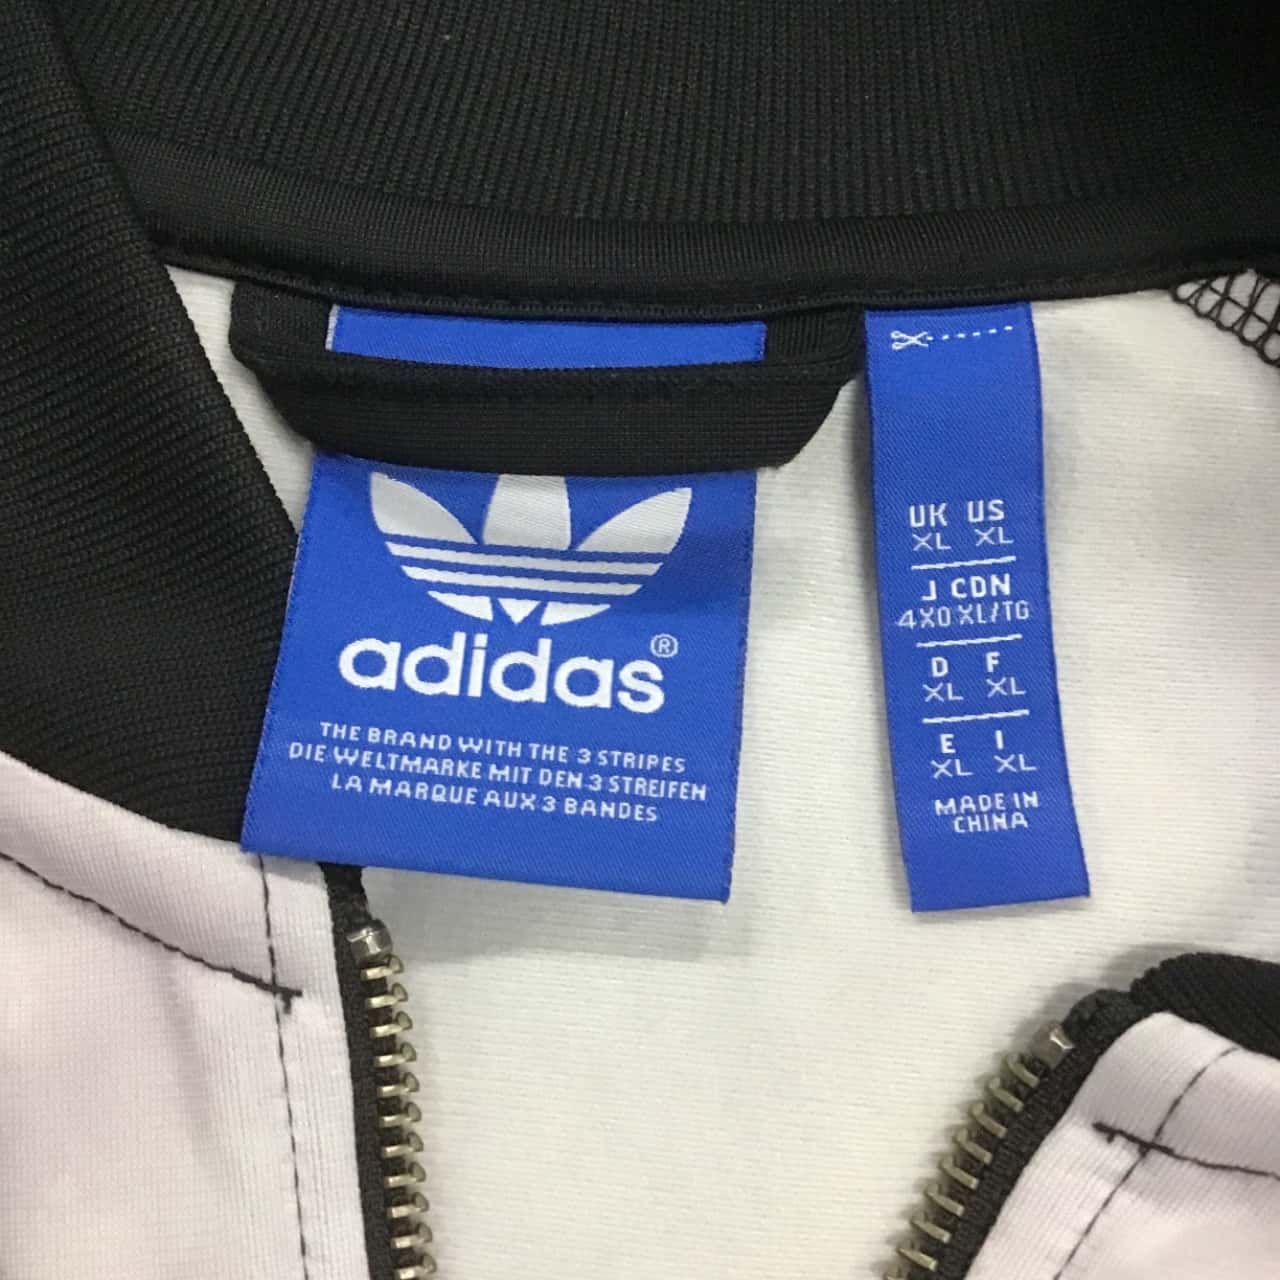 adidas®
THE BRAND WITH THE 3 STRIPES
DIE WELTMARKE MIT DEN 3 STREIFEN
LA MARQUE AUX 3 BANDES
UK US
XL XL
J CDN
4XO XL/TG
D F
XL XL
E I
XL XL
MADE IN
CHINA